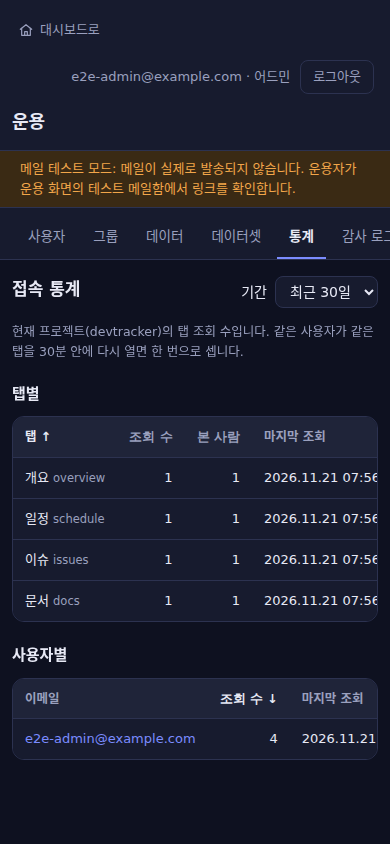 대시보드로
e2e-admin@example.com · 어드민 로그아웃
운용
메일 테스트 모드: 메일이 실제로 발송되지 않습니다. 운용자가
운용 화면의 테스트 메일함에서 링크를 확인합니다.
사용자 그룹 데이터 데이터셋 통계 감사 로그
접속 통계 기간 최근 30일
현재 프로젝트(devtracker)의 탭 조회 수입니다. 같은 사용자가 같은
탭을 30분 안에 다시 열면 한 번으로 셉니다.
탭별
탭 ↑ 조회 수 본 사람 마지막 조회
개요 overview 1 1 2026.11.21 07:56
일정 schedule 1 1 2026.11.21 07:56
이슈 issues 1 1 2026.11.21 07:56
문서 docs 1 1 2026.11.21 07:56
사용자별
이메일 조회 수 ↓ 마지막 조회
e2e-admin@example.com 4 2026.11.21